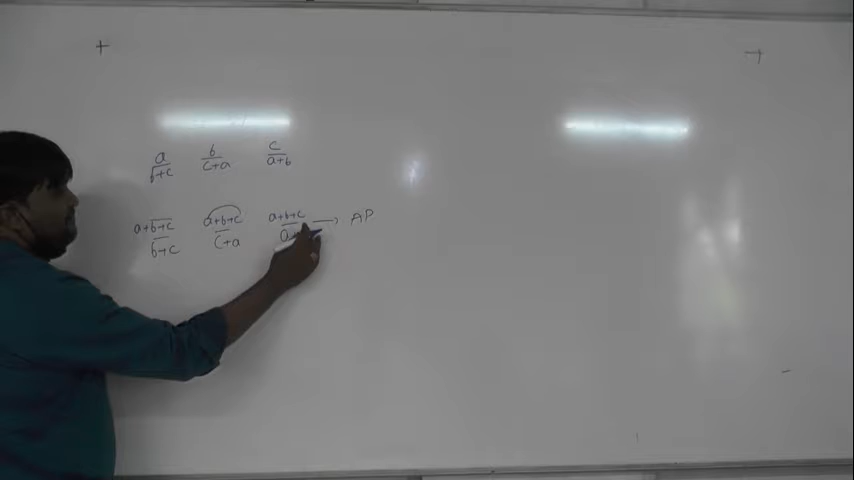 a/b+c b/c+a c/a+b
a+b+c/b+c a+b+c/c+a a+b+c/a+ → AP